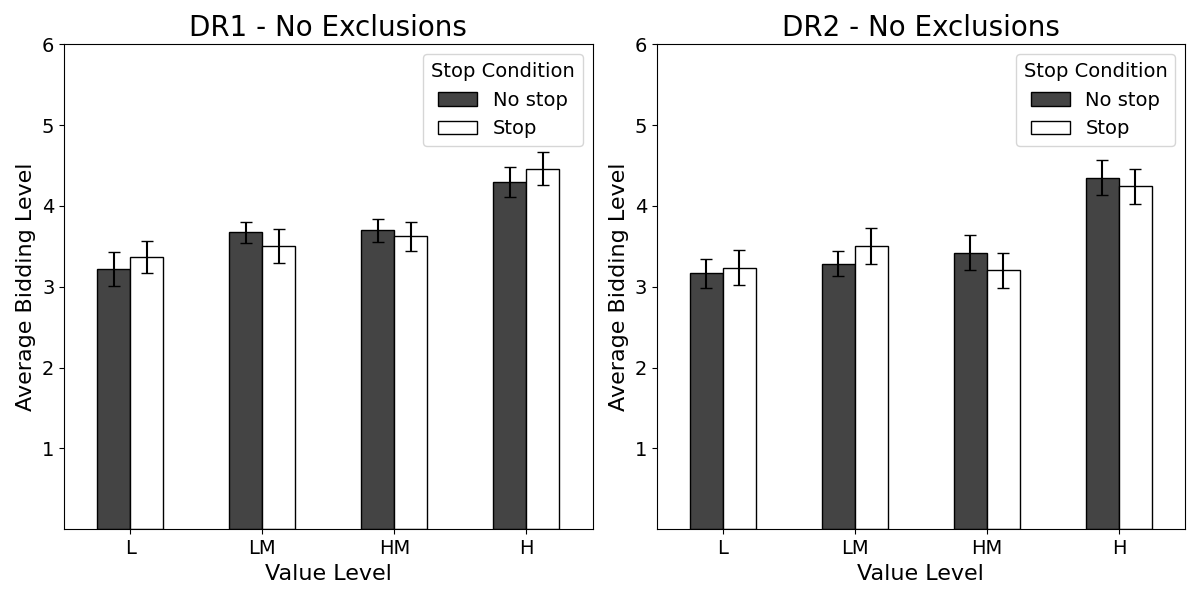 DR1 - No Exclusions
6
5
4
3
2
1
Average Bidding Level
Stop Condition
No stop
Stop
L LM HM H
Value Level
DR2 - No Exclusions
6
5
4
3
2
1
Average Bidding Level
Stop Condition
No stop
Stop
L LM HM H
Value Level